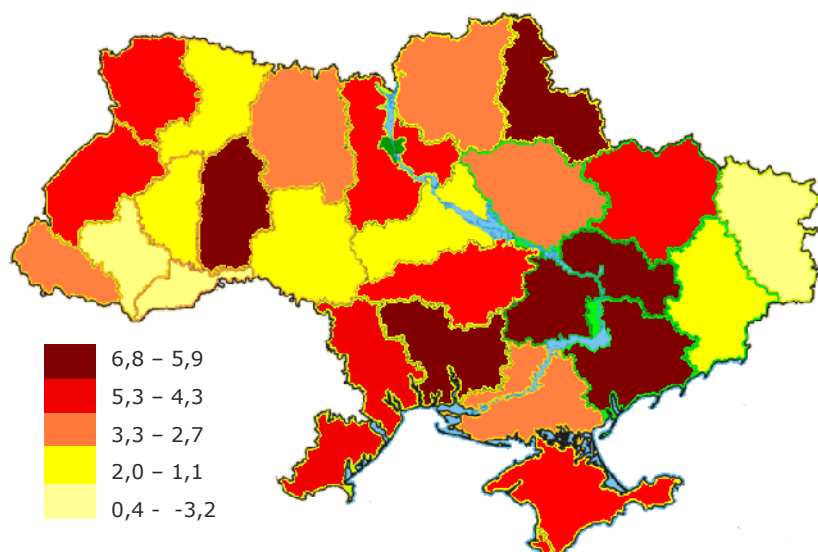 6,8 – 5,9
5,3 – 4,3
3,3 – 2,7
2,0 – 1,1
0,4 - -3,2